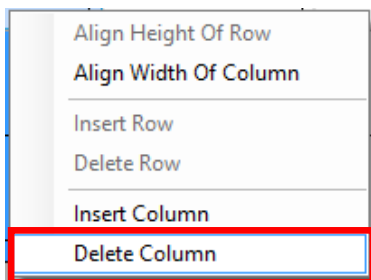 Align Height Of Row
Align Width Of Column
Insert Row
Delete Row
Insert Column
Delete Column